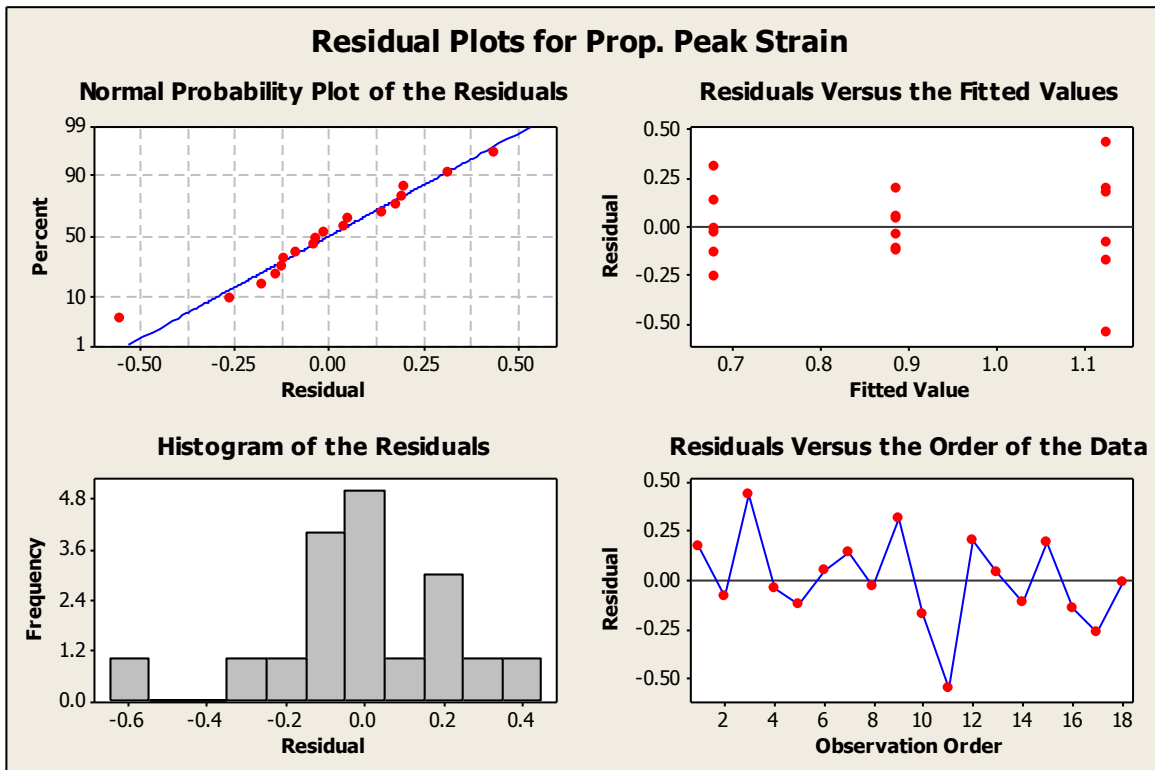 Residual Plots for Prop. Peak Strain
Normal Probability Plot of the Residuals
99
90
50
10
1
Percent
-0.50 -0.25 0.00 0.25 0.50
Residual
Residuals Versus the Fitted Values
0.50
0.25
0.00
-0.25
-0.50
Residual
0.7 0.8 0.9 1.0 1.1
Fitted Value
Histogram of the Residuals
4.8
3.6
2.4
1.2
0.0
Frequency
-0.6 -0.4 -0.2 0.0 0.2 0.4
Residual
Residuals Versus the Order of the Data
0.50
0.25
0.00
-0.25
-0.50
Residual
2 4 6 8 10 12 14 16 18
Observation Order